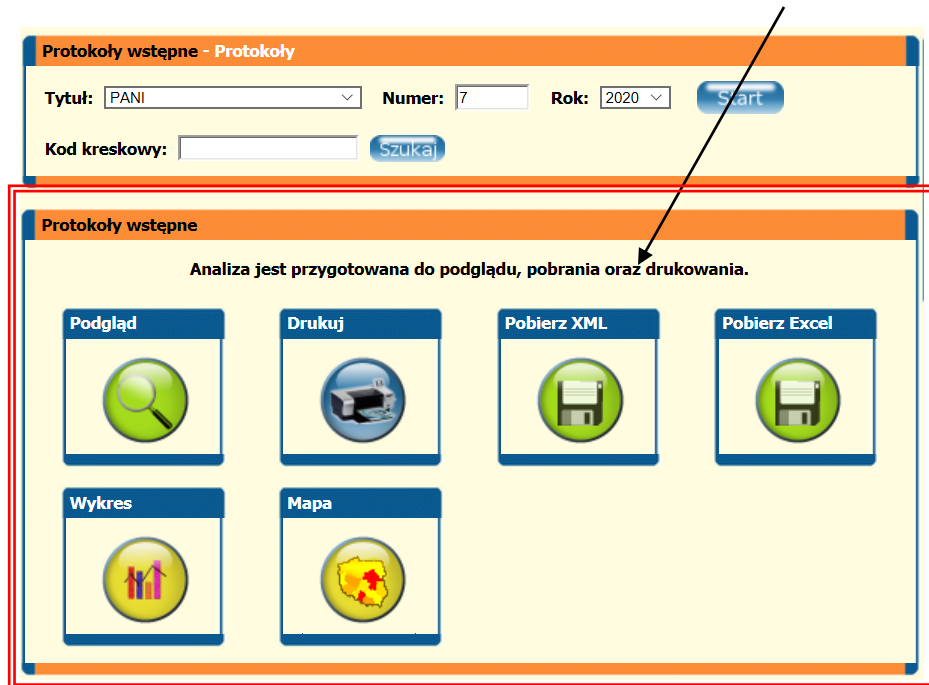 Protokoły wstępne - Protokoły
Tytuł: PANI Numer: 7 Rok: 2020 Start
Kod kreskowy: Szukaj
Protokoły wstępne
Analiza jest przygotowana do podglądu, pobrania oraz drukowania.
Podgląd Drukuj Pobierz XML Pobierz Excel
Wykres Mapa